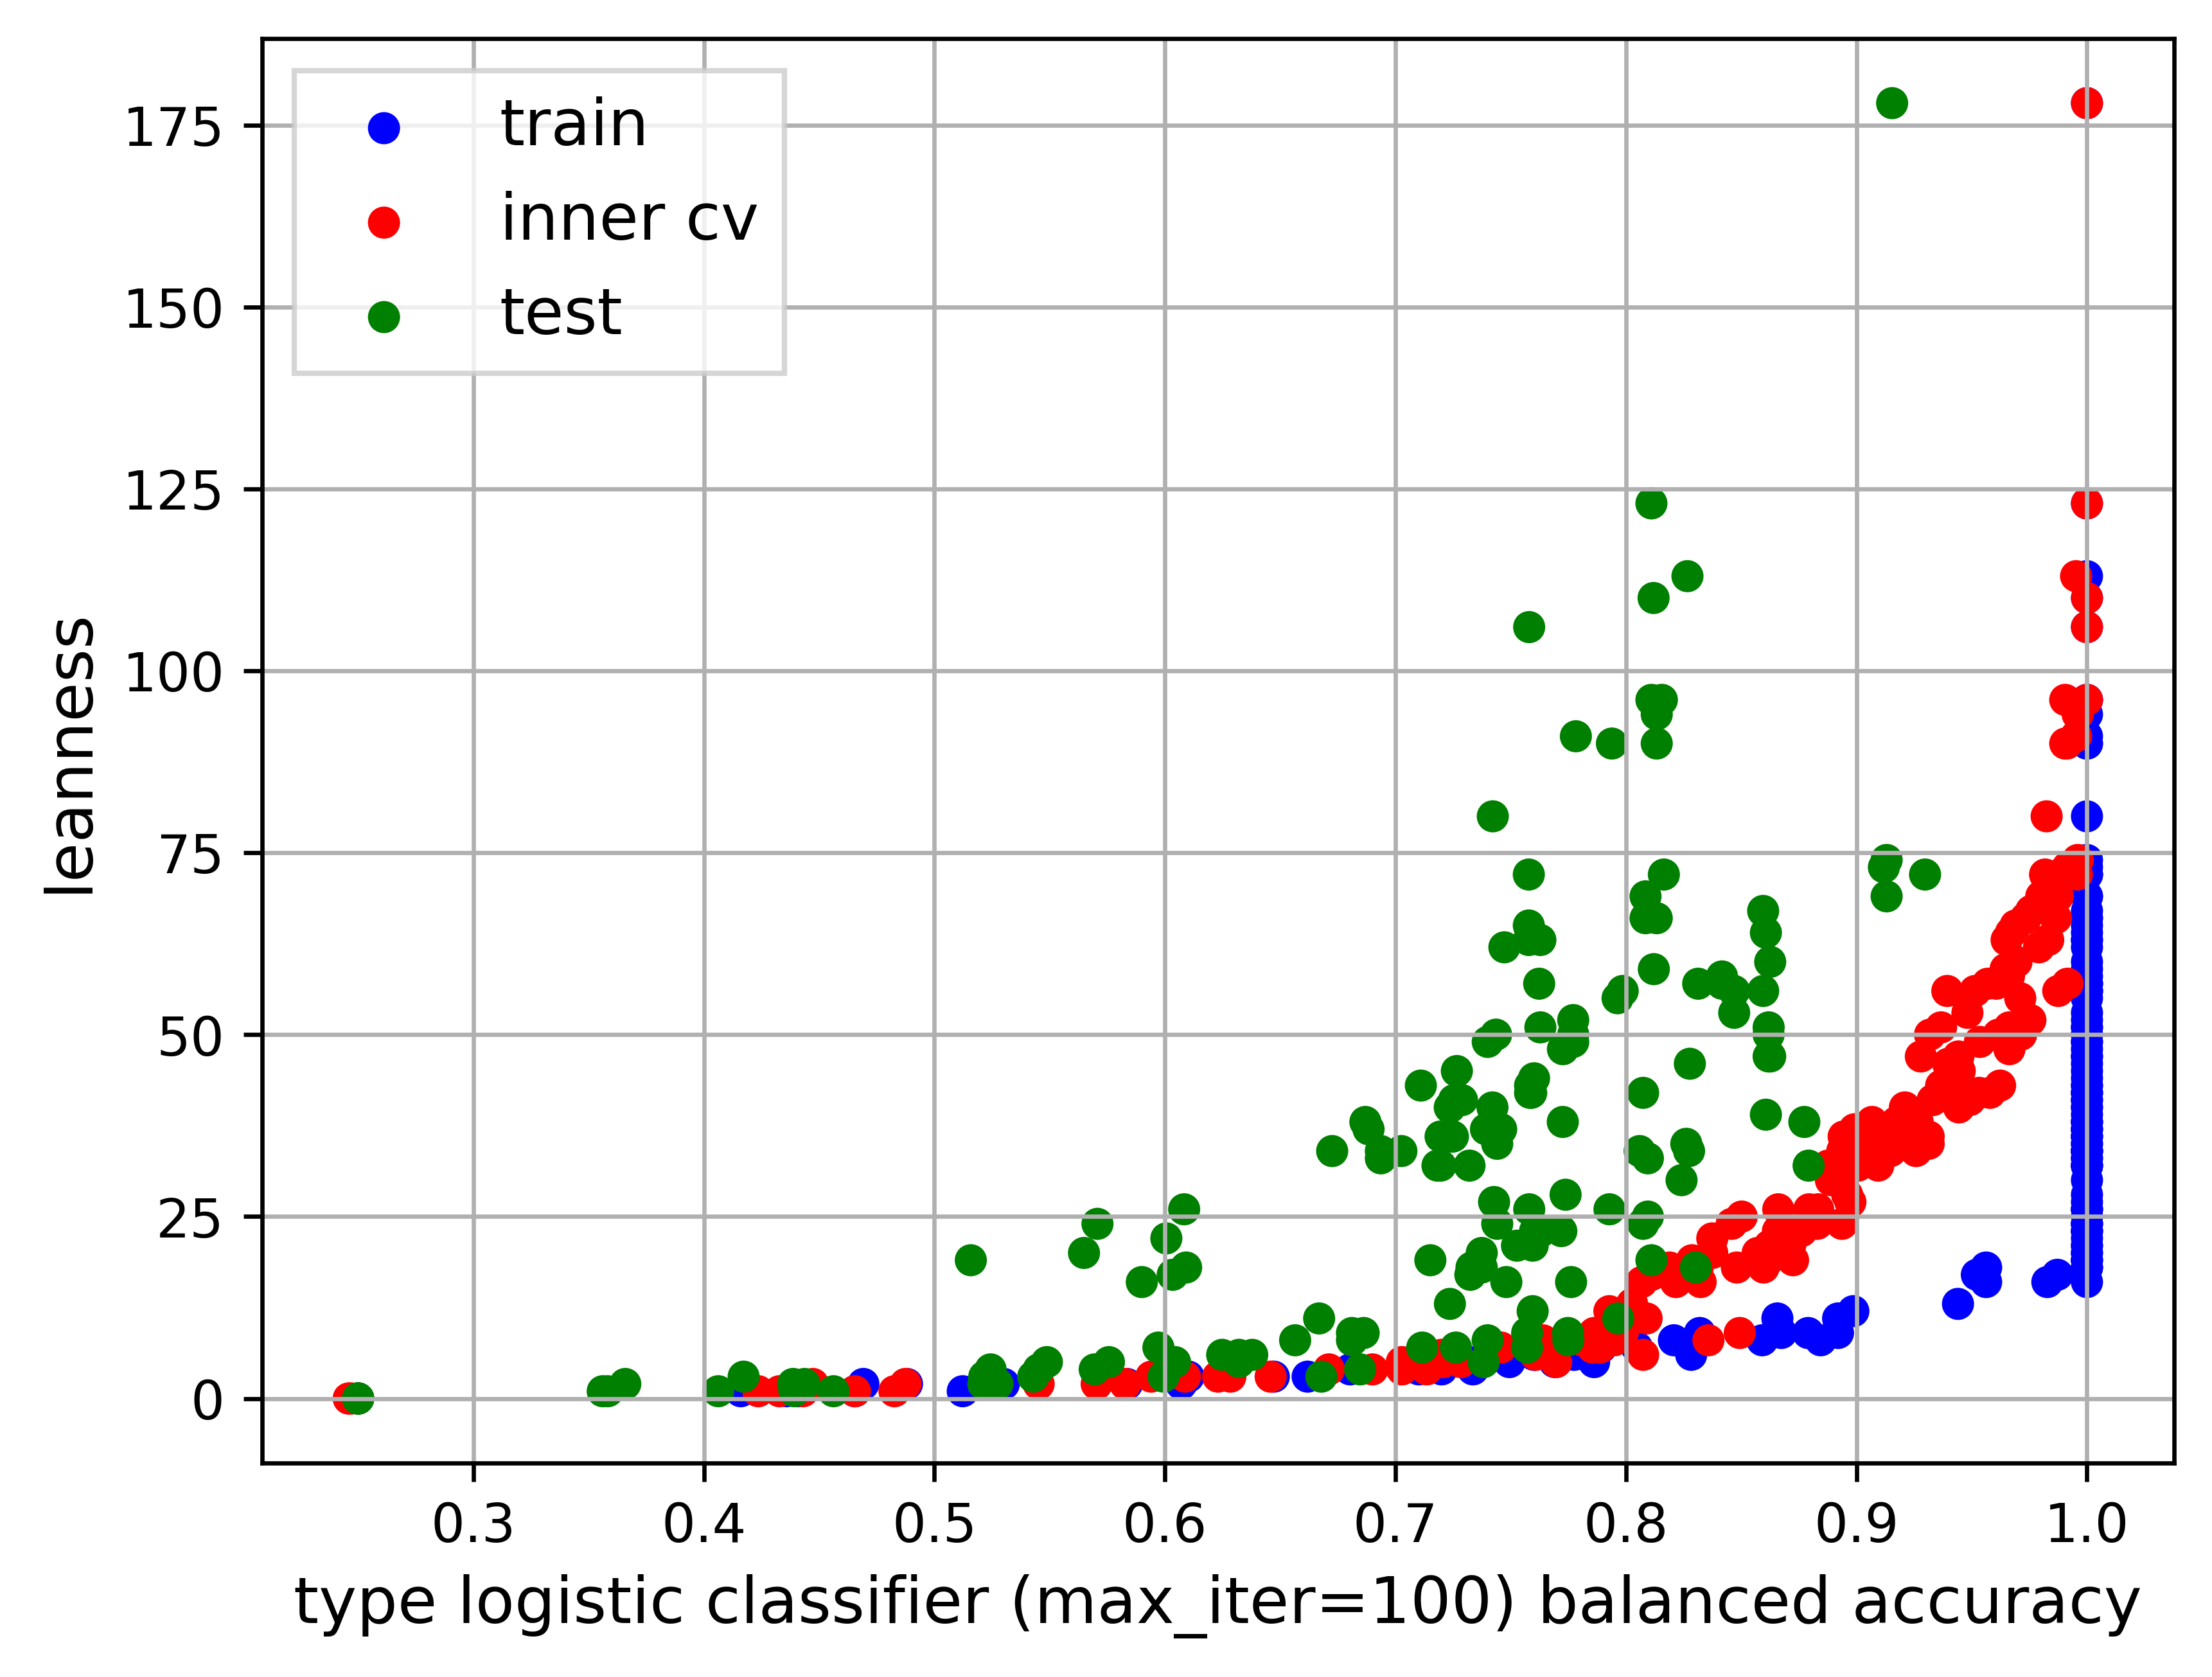 train
inner cv
test
175
150
125
100
75
50
25
0
leanness
0.3 0.4 0.5 0.6 0.7 0.8 0.9 1.0
type logistic classifier (max_iter=100) balanced accuracy